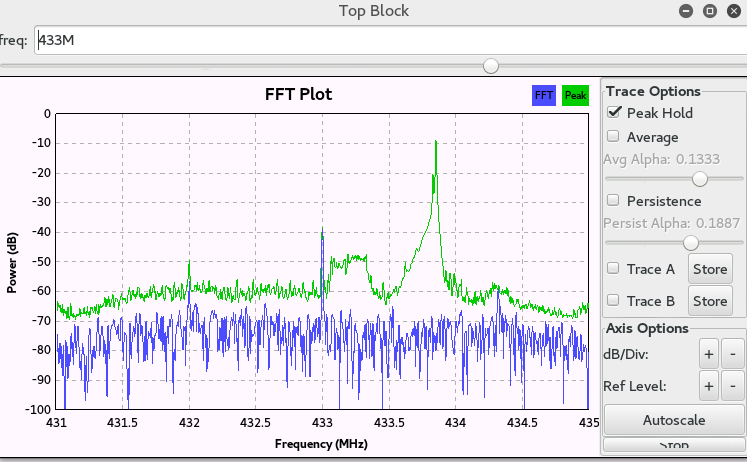 Top Block
freq:
433M
FFT Plot
FFT
Peak
0
-10
-20
-30
-40
-50
-60
-70
-80
-90
-100
Power (dB)
431
431.5
432
432.5
433
433.5
434
434.5
435
Frequency (MHz)
Trace Options
Peak Hold
Average
Avg Alpha: 0.1333
Persistence
Persist Alpha: 0.1887
Trace A
Store
Trace B
Store
Axis Options
dB/Div:
+
-
Ref Level:
+
-
Autoscale